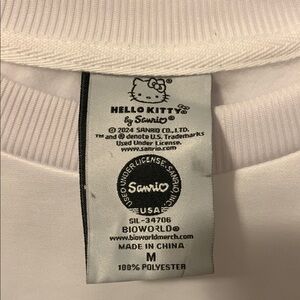 HELLO KITTY®
by Sanrio®
© 2024 SANRIO CO., LTD.
™ and ® denote U.S. Trademarks
Used Under License.
www.sanrio.com
USED UNDER LICENSE. SANRIO, INC.
Sanrio
USA
SIL-34706
BIOWORLD®
www.bioworldmerch.com
MADE IN CHINA
M
100% POLYESTER